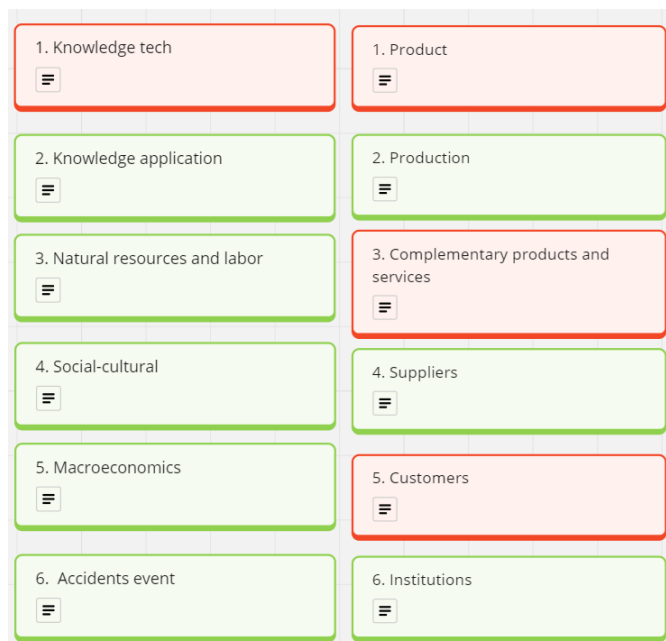 1. Knowledge tech
2. Knowledge application
3. Natural resources and labor
4. Social-cultural
5. Macroeconomics
6. Accidents event
1. Product
2. Production
3. Complementary products and
services
4. Suppliers
5. Customers
6. Institutions